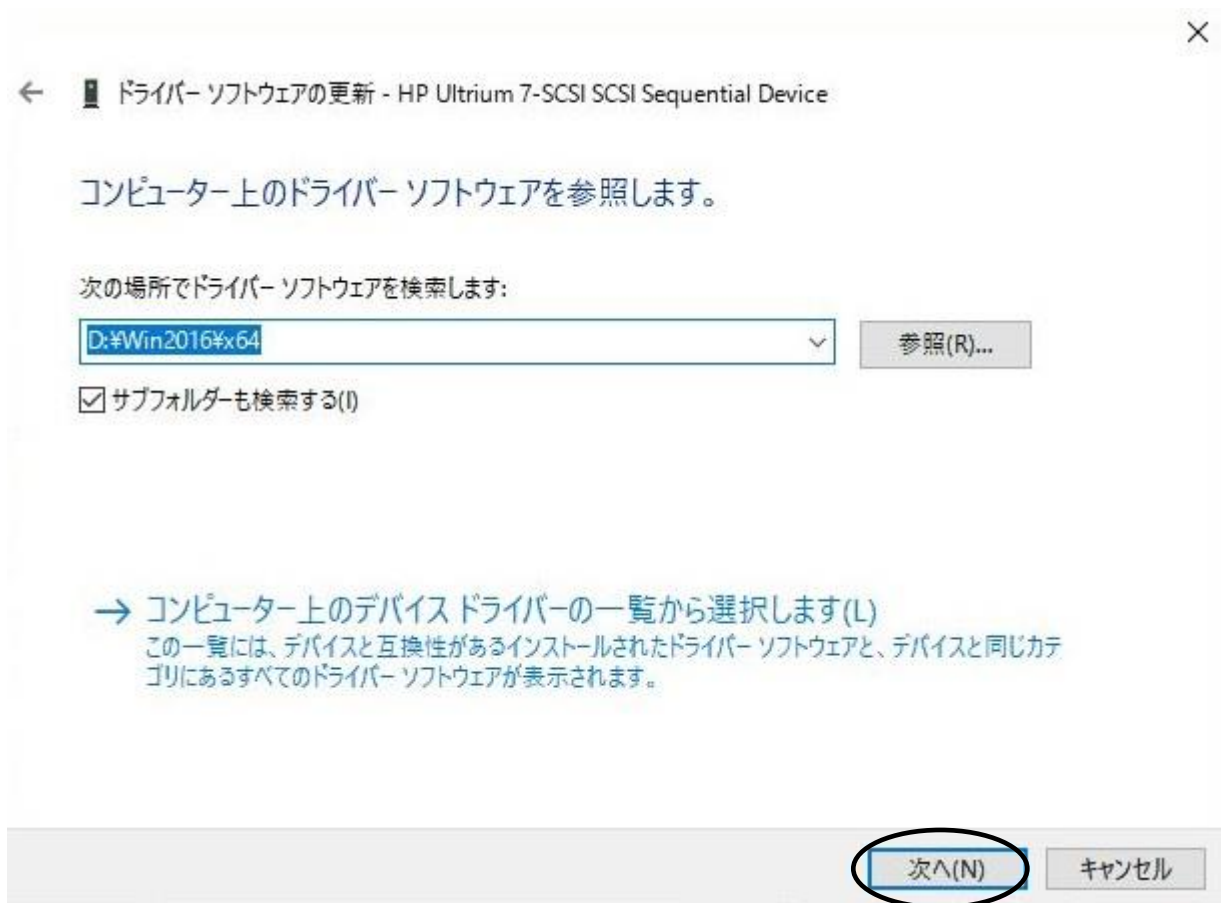 ドライバー ソフトウェアの更新 - HP Ultrium 7-SCSI SCSI Sequential Device
コンピューター上のドライバー ソフトウェアを参照します。
次の場所でドライバー ソフトウェアを検索します:
D:¥Win2016¥x64
参照(R)...
サブフォルダーも検索する(I)
コンピューター上のデバイス ドライバーの一覧から選択します(L)
この一覧には、デバイスと互換性があるインストールされたドライバー ソフトウェアと、デバイスと同じカテ
ゴリにあるすべてのドライバー ソフトウェアが表示されます。
次へ(N)
キャンセル